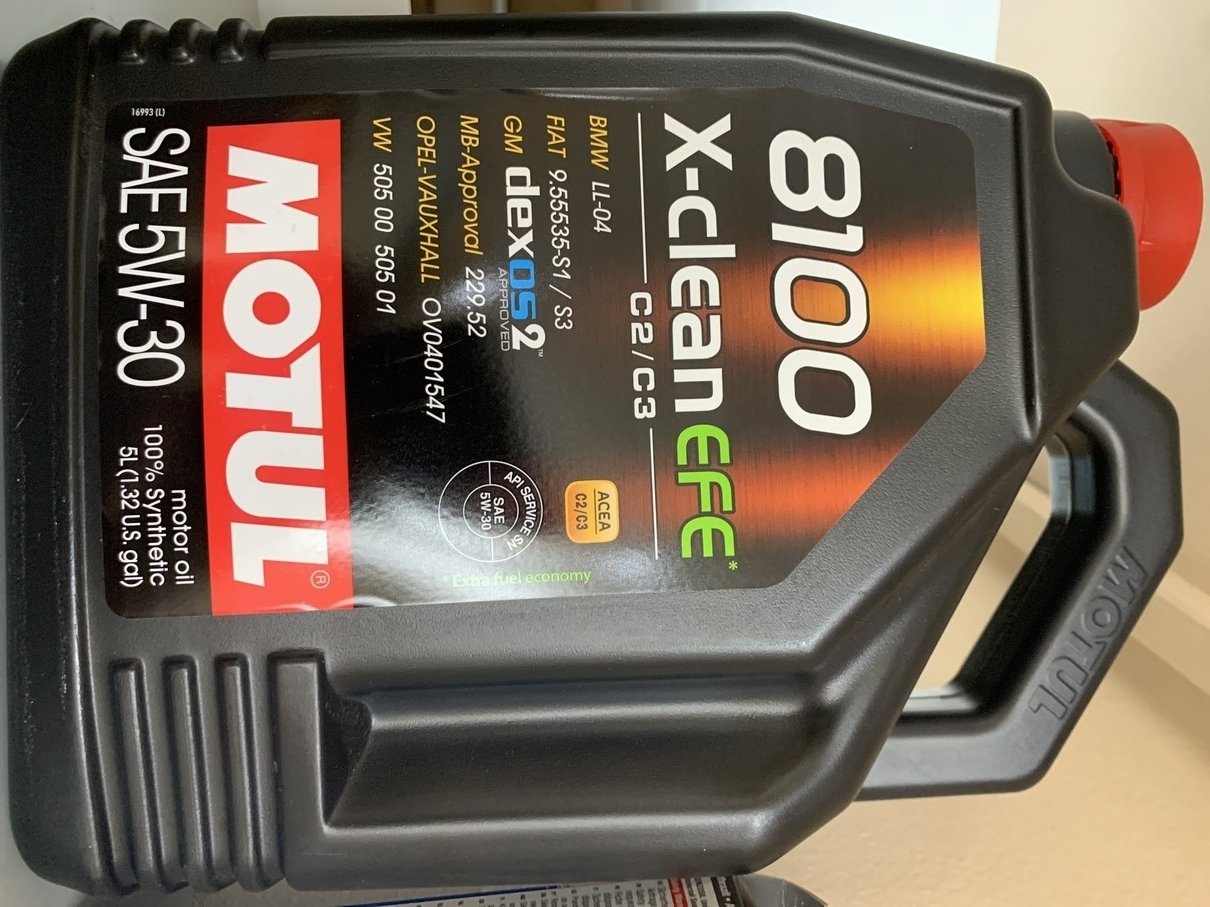 8100
X-clean EFE*
C2 / C3
BMW LL-04
FIAT 9.55535-S1 / S3
GM dexos2™
APPROVED
MB-Approval 229.52
OPEL-VAUXHALL OV0401547
VW 505 00 505 01
ACEA
C2/C3
API SERVICE SN
SAE
5W-30
* Extra fuel economy
MOTUL®
SAE 5W-30
motor oil
100% Synthetic
5L (1.32 U.S. gal)
16993 (L)
MOTUL